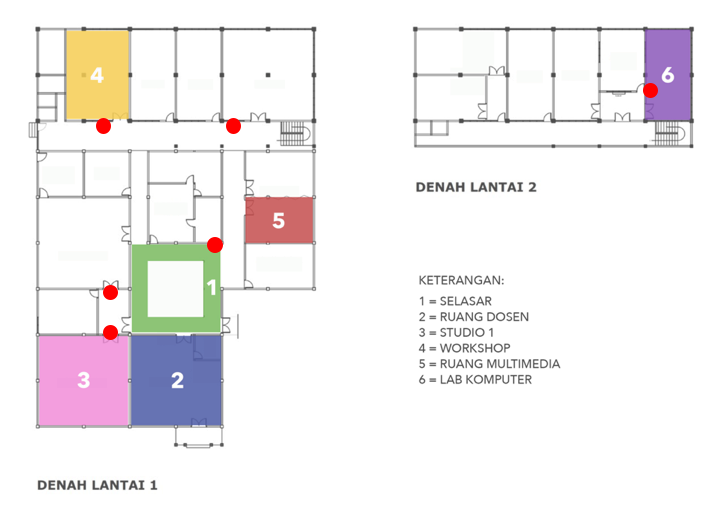 4
6
DENAH LANTAI 2
5
1
KETERANGAN:
1 = SELASAR
2 = RUANG DOSEN
3 = STUDIO 1
4 = WORKSHOP
5 = RUANG MULTIMEDIA
6 = LAB KOMPUTER
3
2
DENAH LANTAI 1